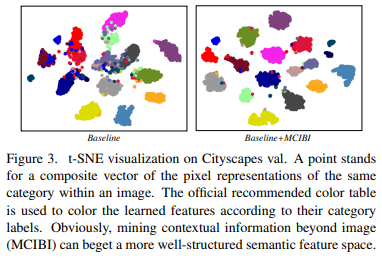 Baseline
Baseline+MCIBI
Figure 3. t-SNE visualization on Cityscapes val. A point stands
for a composite vector of the pixel representations of the same
category within an image. The official recommended color table
is used to color the learned features according to their category
labels. Obviously, mining contextual information beyond image
(MCIBI) can beget a more well-structured semantic feature space.